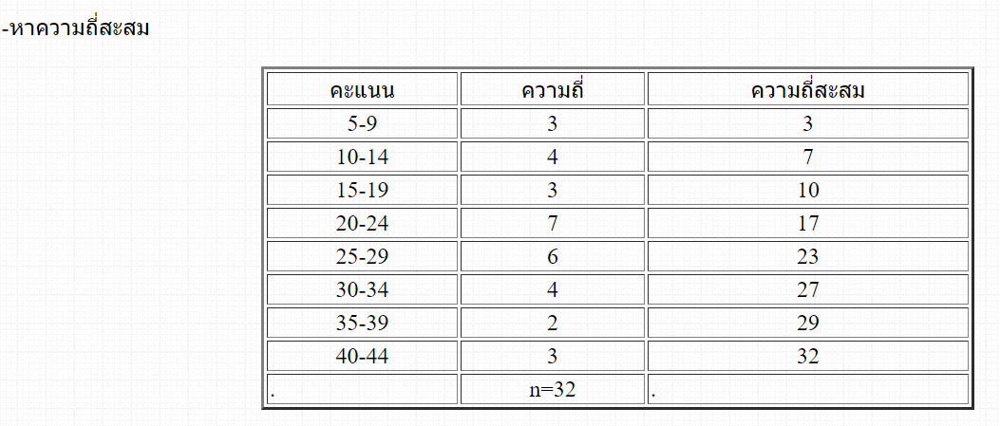 -หาความถี่สะสม
คะแนน ความถี่ ความถี่สะสม
5-9 3 3
10-14 4 7
15-19 3 10
20-24 7 17
25-29 6 23
30-34 4 27
35-39 2 29
40-44 3 32
. n=32 .